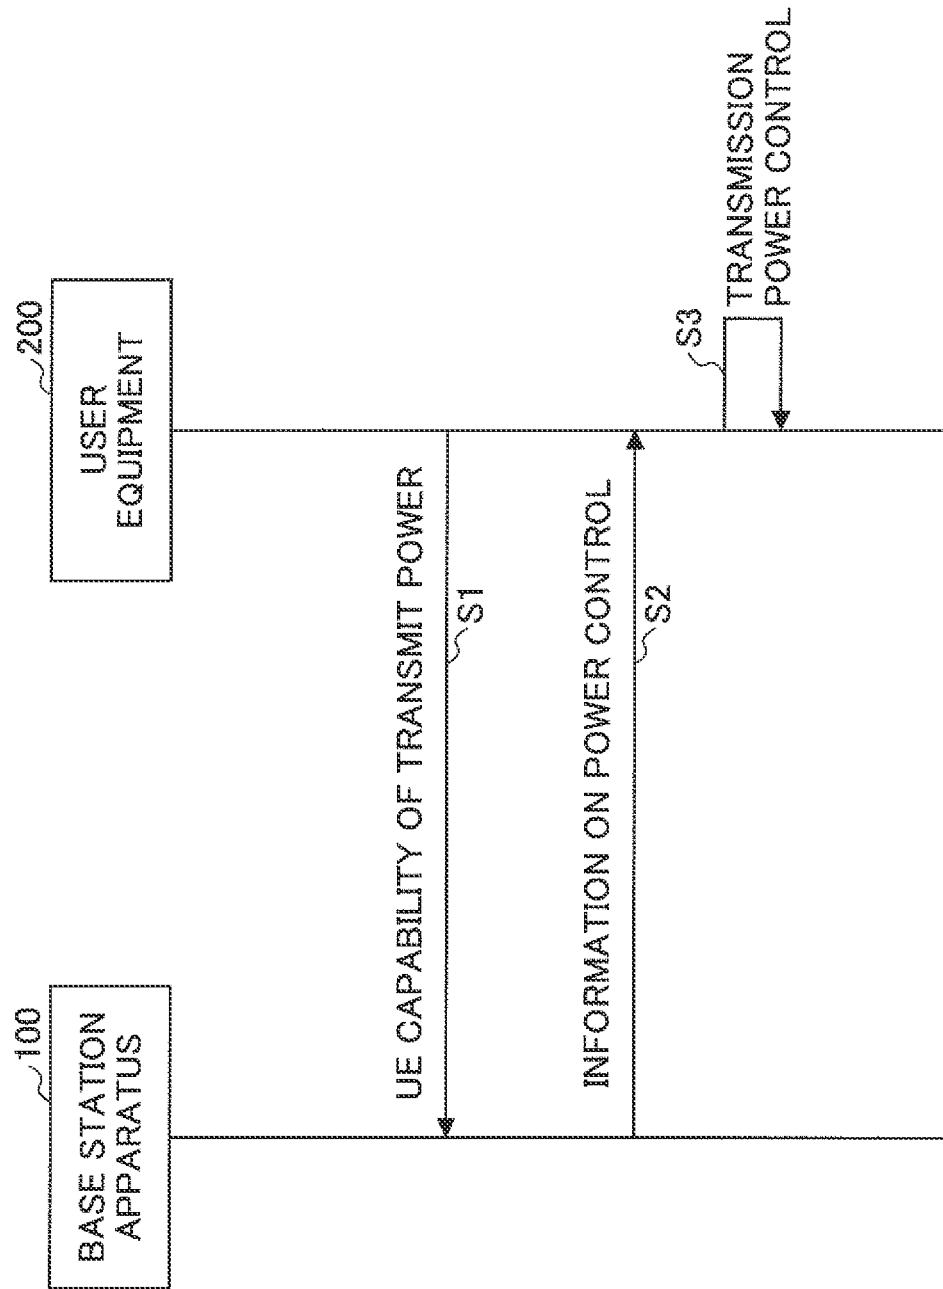 100
BASE STATION
APPARATUS
200
USER
EQUIPMENT
UE CAPABILITY OF TRANSMIT POWER
S1
INFORMATION ON POWER CONTROL
S2
S3
TRANSMISSION
POWER CONTROL